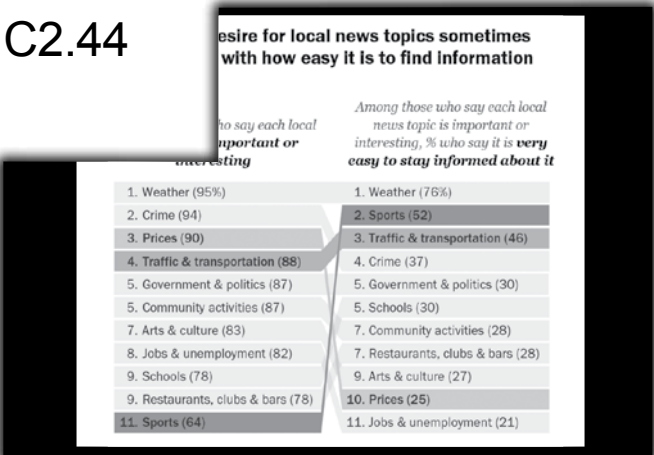 C2.44
esire for local news topics sometimes
with how easy it is to find information
ho say each local
mportant or
interesting
Among those who say each local
news topic is important or
interesting, % who say it is very
easy to stay informed about it
1. Weather (95%)
2. Crime (94)
3. Prices (90)
4. Traffic & transportation (88)
5. Government & politics (87)
5. Community activities (87)
7. Arts & culture (83)
8. Jobs & unemployment (82)
9. Schools (78)
9. Restaurants, clubs & bars (78)
11. Sports (64)
1. Weather (76%)
2. Sports (52)
3. Traffic & transportation (46)
4. Crime (37)
5. Government & politics (30)
5. Schools (30)
7. Community activities (28)
7. Restaurants, clubs & bars (28)
9. Arts & culture (27)
10. Prices (25)
11. Jobs & unemployment (21)